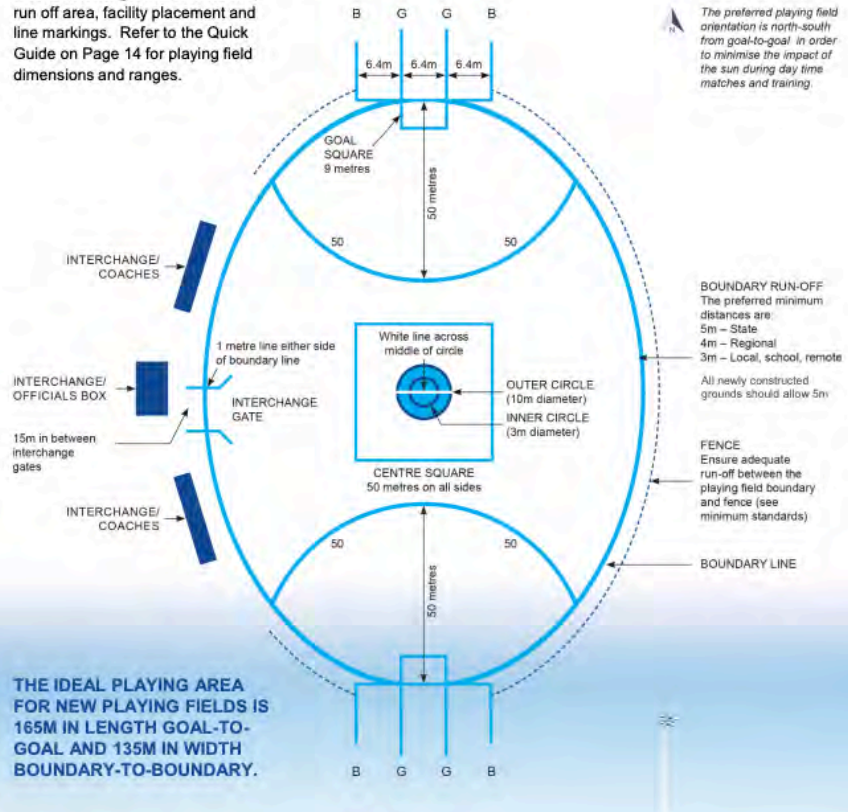 run off area, facility placement and
line markings. Refer to the Quick
Guide on Page 14 for playing field
dimensions and ranges.
B G G B
6.4m 6.4m 6.4m
N
The preferred playing field
orientation is north-south
from goal-to-goal in order
to minimise the impact of
the sun during day time
matches and training.
GOAL
SQUARE
9 metres
50 metres
50 50
INTERCHANGE/
COACHES
BOUNDARY RUN-OFF
The preferred minimum
distances are:
5m – State
4m – Regional
3m – Local, school, remote
All newly constructed
grounds should allow 5m
1 metre line either side
of boundary line
White line across
middle of circle
INTERCHANGE/
OFFICIALS BOX
INTERCHANGE
GATE
OUTER CIRCLE
(10m diameter)
INNER CIRCLE
(3m diameter)
15m in between
interchange
gates
CENTRE SQUARE
50 metres on all sides
FENCE
Ensure adequate
run-off between the
playing field boundary
and fence (see
minimum standards)
INTERCHANGE/
COACHES
50 50
50 metres
BOUNDARY LINE
THE IDEAL PLAYING AREA
FOR NEW PLAYING FIELDS IS
165M IN LENGTH GOAL-TO-
GOAL AND 135M IN WIDTH
BOUNDARY-TO-BOUNDARY.
B G G B